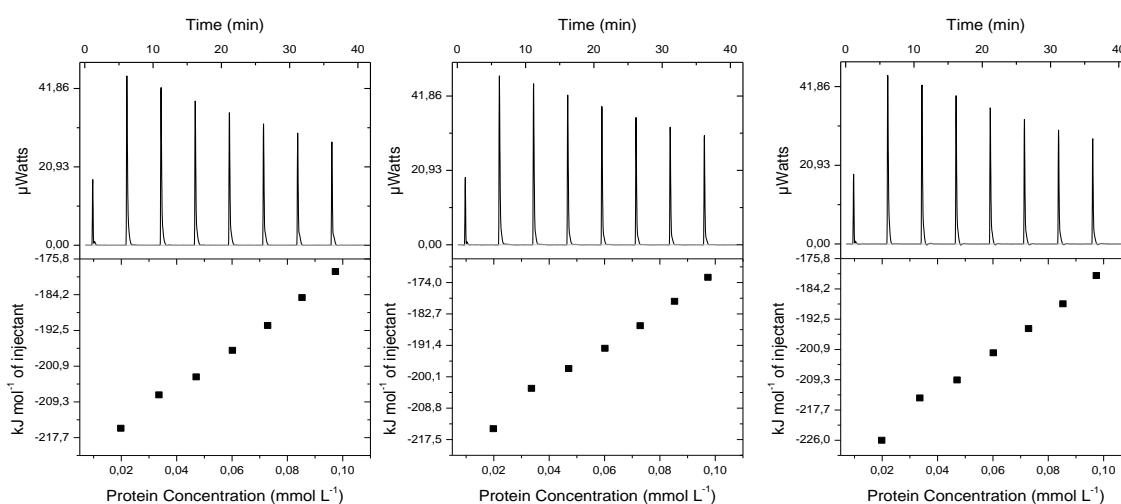 Time (min)
0 10 20 30 40
41,86
20,93
0,00
µWatts
-175,8
-184,2
-192,5
-200,9
-209,3
-217,7
kJ mol⁻¹ of injectant
0,02 0,04 0,06 0,08 0,10
Protein Concentration (mmol L⁻¹)
Time (min)
0 10 20 30 40
41,86
20,93
0,00
µWatts
-174,0
-182,7
-191,4
-200,1
-208,8
-217,5
kJ mol⁻¹ of injectant
0,02 0,04 0,06 0,08 0,10
Protein Concentration (mmol L⁻¹)
Time (min)
0 10 20 30 40
41,86
20,93
0,00
µWatts
-175,8
-184,2
-192,5
-200,9
-209,3
-217,7
-226,0
kJ mol⁻¹ of injectant
0,02 0,04 0,06 0,08 0,10
Protein Concentration (mmol L⁻¹)